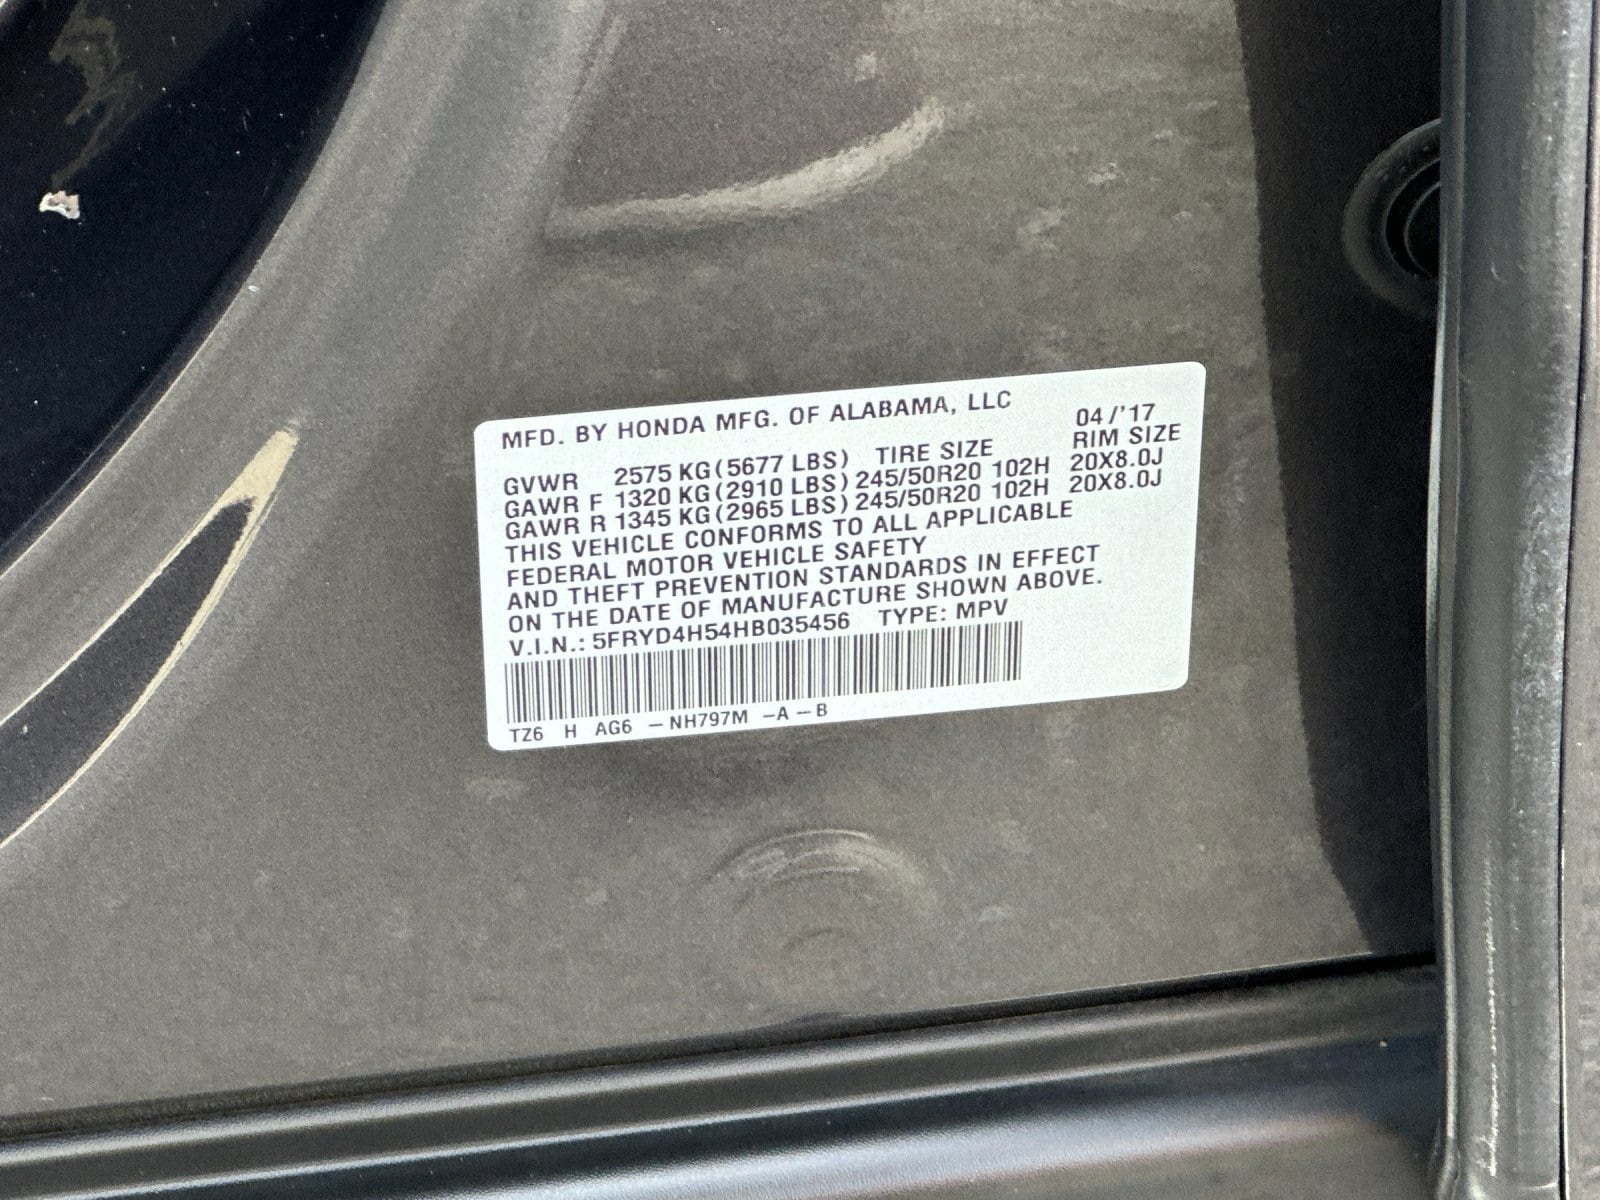 MFD. BY HONDA MFG. OF ALABAMA, LLC 04/'17
GVWR 2575 KG (5677 LBS) TIRE SIZE RIM SIZE
GAWR F 1320 KG (2910 LBS) 245/50R20 102H 20X8.0J
GAWR R 1345 KG (2965 LBS) 245/50R20 102H 20X8.0J
THIS VEHICLE CONFORMS TO ALL APPLICABLE
FEDERAL MOTOR VEHICLE SAFETY
AND THEFT PREVENTION STANDARDS IN EFFECT
ON THE DATE OF MANUFACTURE SHOWN ABOVE.
V.I.N.: 5FRYD4H54HB035456 TYPE: MPV
TZ6 H AG6 – NH797M –A – B